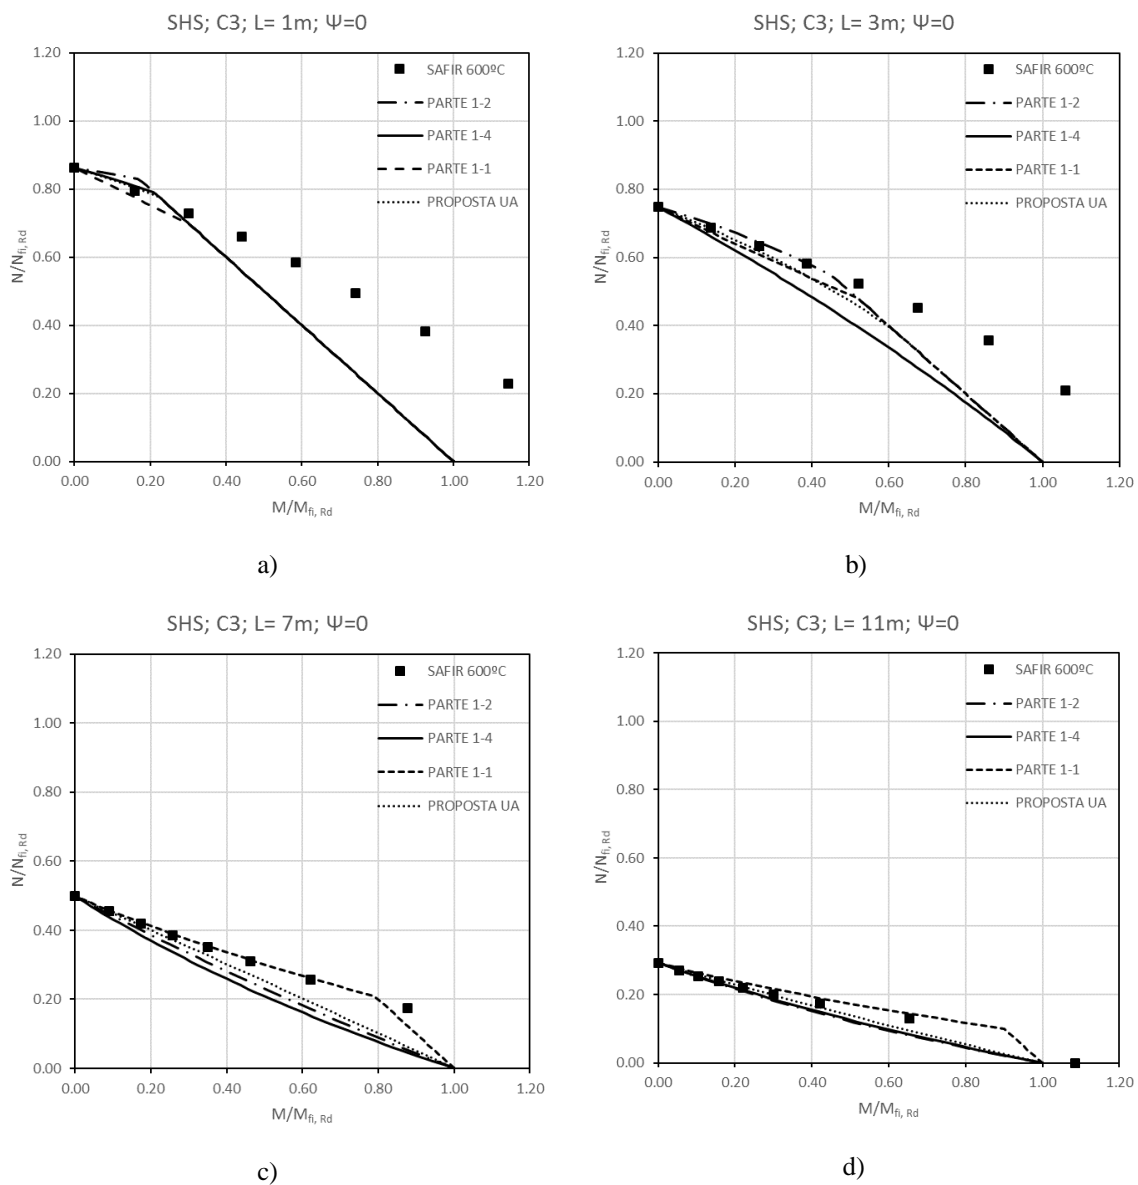 SHS; C3; L= 1m; Ψ=0
1.20
1.00
0.80
0.60
0.40
0.20
0.00
N/Nfi,Rd
0.00 0.20 0.40 0.60 0.80 1.00 1.20
M/Mfi, Rd
SAFIR 600ºC
PARTE 1-2
PARTE 1-4
PARTE 1-1
PROPOSTA UA
a)
SHS; C3; L= 3m; Ψ=0
1.20
1.00
0.80
0.60
0.40
0.20
0.00
N/Nfi,Rd
0.00 0.20 0.40 0.60 0.80 1.00 1.20
M/Mfi, Rd
SAFIR 600ºC
PARTE 1-2
PARTE 1-4
PARTE 1-1
PROPOSTA UA
b)
SHS; C3; L= 7m; Ψ=0
1.20
1.00
0.80
0.60
0.40
0.20
0.00
N/Nfi,Rd
0.00 0.20 0.40 0.60 0.80 1.00 1.20
M/Mfi, Rd
SAFIR 600ºC
PARTE 1-2
PARTE 1-4
PARTE 1-1
PROPOSTA UA
c)
SHS; C3; L= 11m; Ψ=0
1.20
1.00
0.80
0.60
0.40
0.20
0.00
N/Nfi,Rd
0.00 0.20 0.40 0.60 0.80 1.00 1.20
M/Mfi, Rd
SAFIR 600ºC
PARTE 1-2
PARTE 1-4
PARTE 1-1
PROPOSTA UA
d)